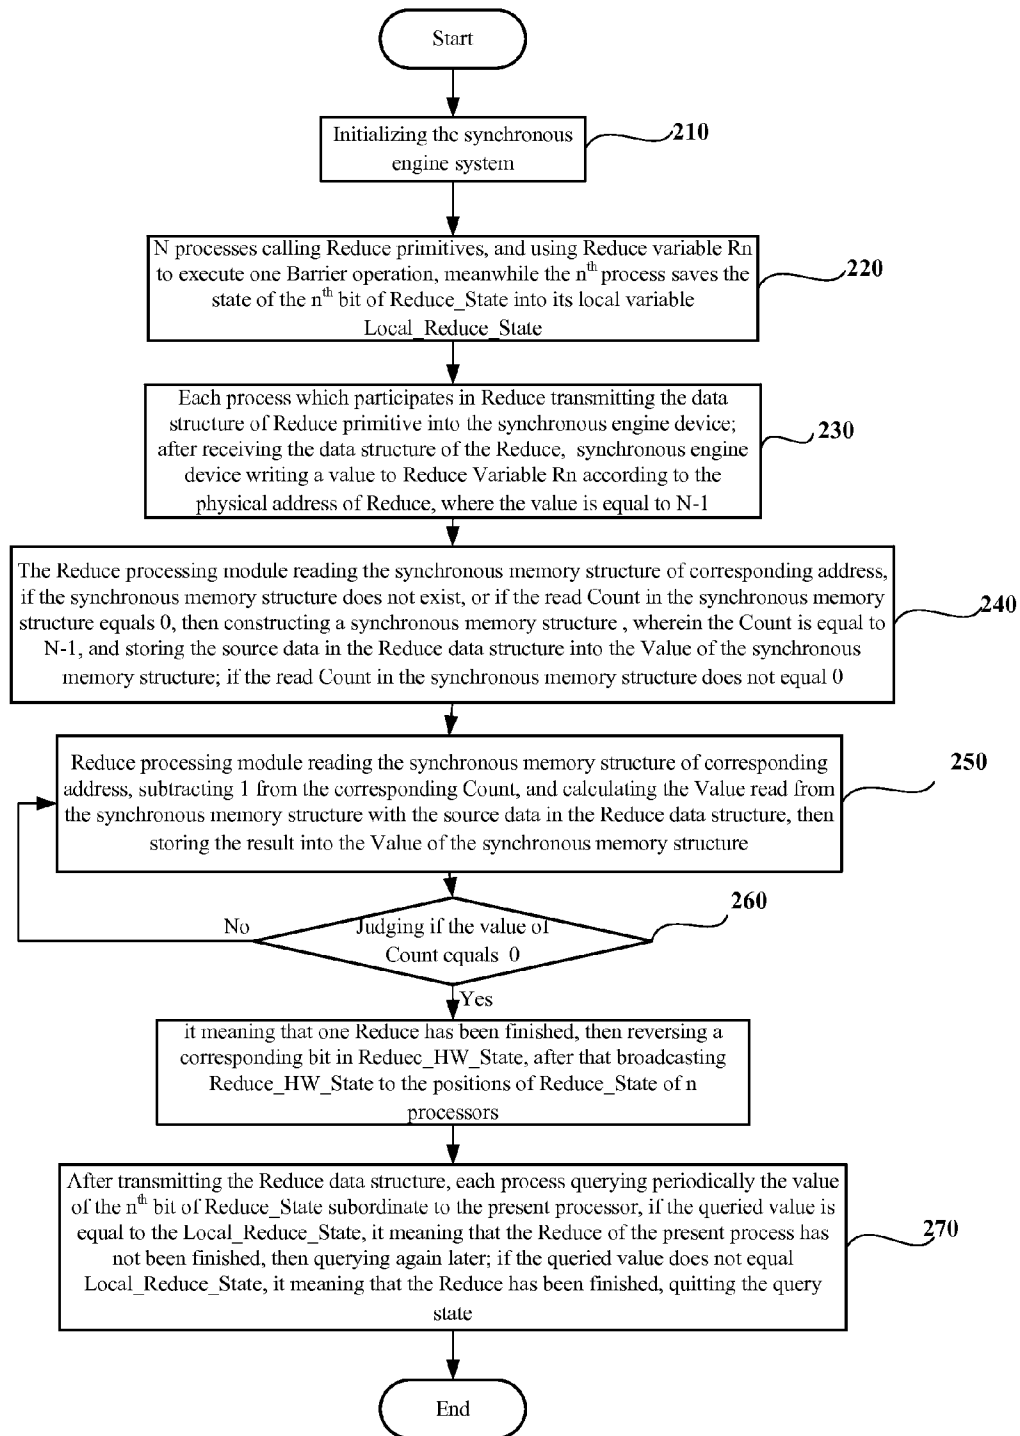 Start
Initializing the synchronous
engine system
210
N processes calling Reduce primitives, and using Reduce variable Rn
to execute one Barrier operation, meanwhile the nth process saves the
state of the nth bit of Reduce_State into its local variable
Local_Reduce_State
220
Each process which participates in Reduce transmitting the data
structure of Reduce primitive into the synchronous engine device;
after receiving the data structure of the Reduce, synchronous engine
device writing a value to Reduce Variable Rn according to the
physical address of Reduce, where the value is equal to N-1
230
The Reduce processing module reading the synchronous memory structure of corresponding address,
if the synchronous memory structure does not exist, or if the read Count in the synchronous memory
structure equals 0, then constructing a synchronous memory structure , wherein the Count is equal to
N-1, and storing the source data in the Reduce data structure into the Value of the synchronous
memory structure; if the read Count in the synchronous memory structure does not equal 0
240
Reduce processing module reading the synchronous memory structure of corresponding
address, subtracting 1 from the corresponding Count, and calculating the Value read from
the synchronous memory structure with the source data in the Reduce data structure, then
storing the result into the Value of the synchronous memory structure
250
Judging if the value of
Count equals 0
260
No
Yes
it meaning that one Reduce has been finished, then reversing a
corresponding bit in Reduec_HW_State, after that broadcasting
Reduce_HW_State to the positions of Reduce_State of n
processors
After transmitting the Reduce data structure, each process querying periodically the value
of the nth bit of Reduce_State subordinate to the present processor, if the queried value is
equal to the Local_Reduce_State, it meaning that the Reduce of the present process has
not been finished, then querying again later; if the queried value does not equal
Local_Reduce_State, it meaning that the Reduce has been finished, quitting the query
state
270
End